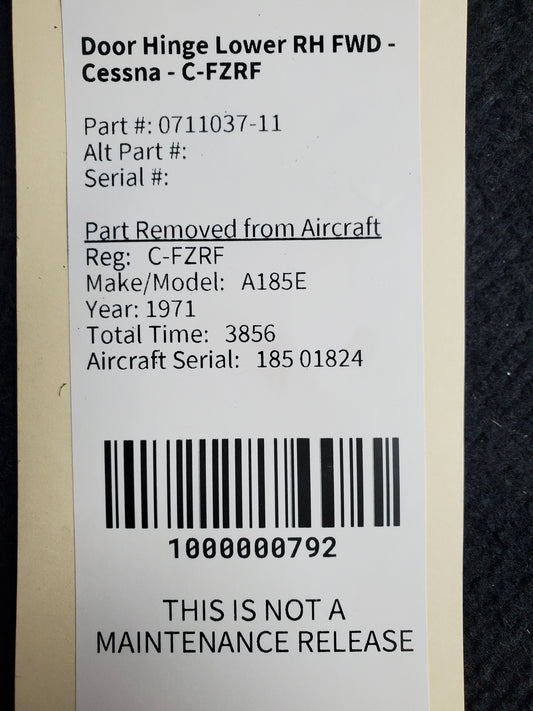 Door Hinge Lower RH FWD -
Cessna - C-FZRF
Part #: 0711037-11
Alt Part #:
Serial #:
Part Removed from Aircraft
Reg: C-FZRF
Make/Model: A185E
Year: 1971
Total Time: 3856
Aircraft Serial: 185 01824
1000000792
THIS IS NOT A
MAINTENANCE RELEASE